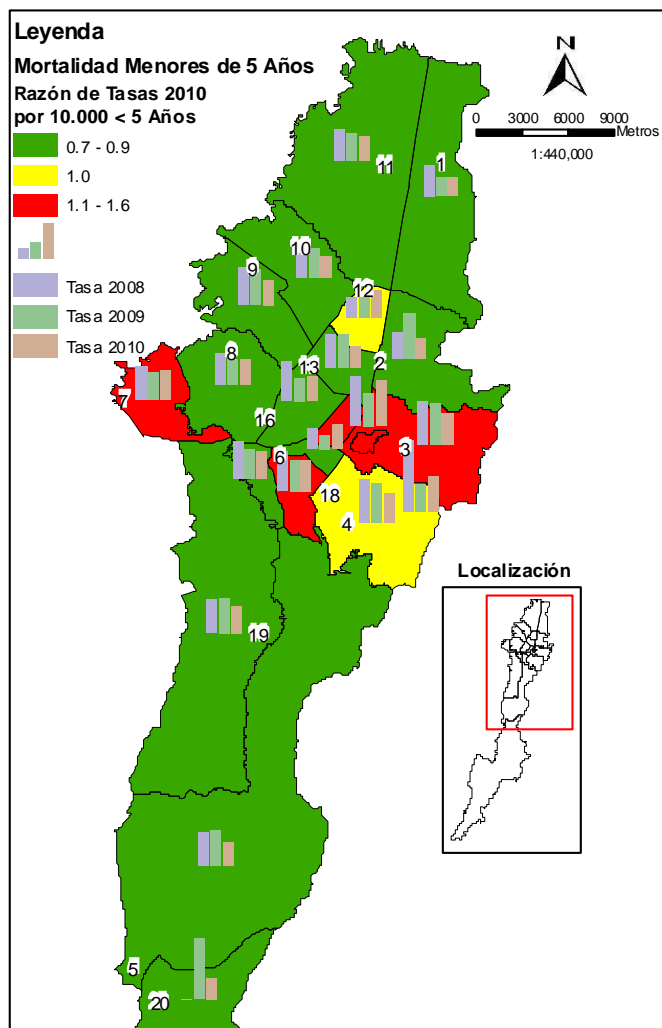 Leyenda
Mortalidad Menores de 5 Años
Razón de Tasas 2010
por 10.000 < 5 Años
0.7 - 0.9
1.0
1.1 - 1.6
Tasa 2008
Tasa 2009
Tasa 2010
N
0 3000 6000 9000
Metros
1:440,000
11
1
10
9
12
8
13
2
7
16
3
6
18
4
19
5
20
Localización